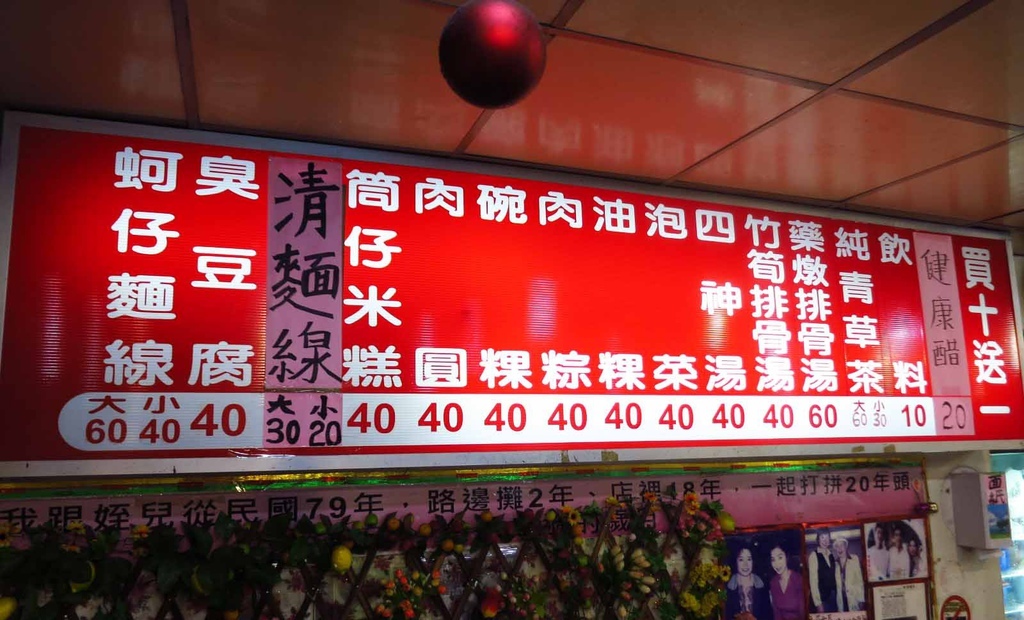 蚵仔麵線 大60 小40
臭豆腐 40
清麵線 大30 小20
筒仔米糕 40
肉圓 40
碗粿 40
肉粽 40
油粿 40
泡菜 40
四神湯 40
竹筍排骨湯 40
藥燉排骨湯 60
純青草茶 大60 小30
飲料 10
健康醋 20
買十送一
我跟姪兒從民國79年，路邊攤2年、店裡18年，一起打拼20年頭
面紙